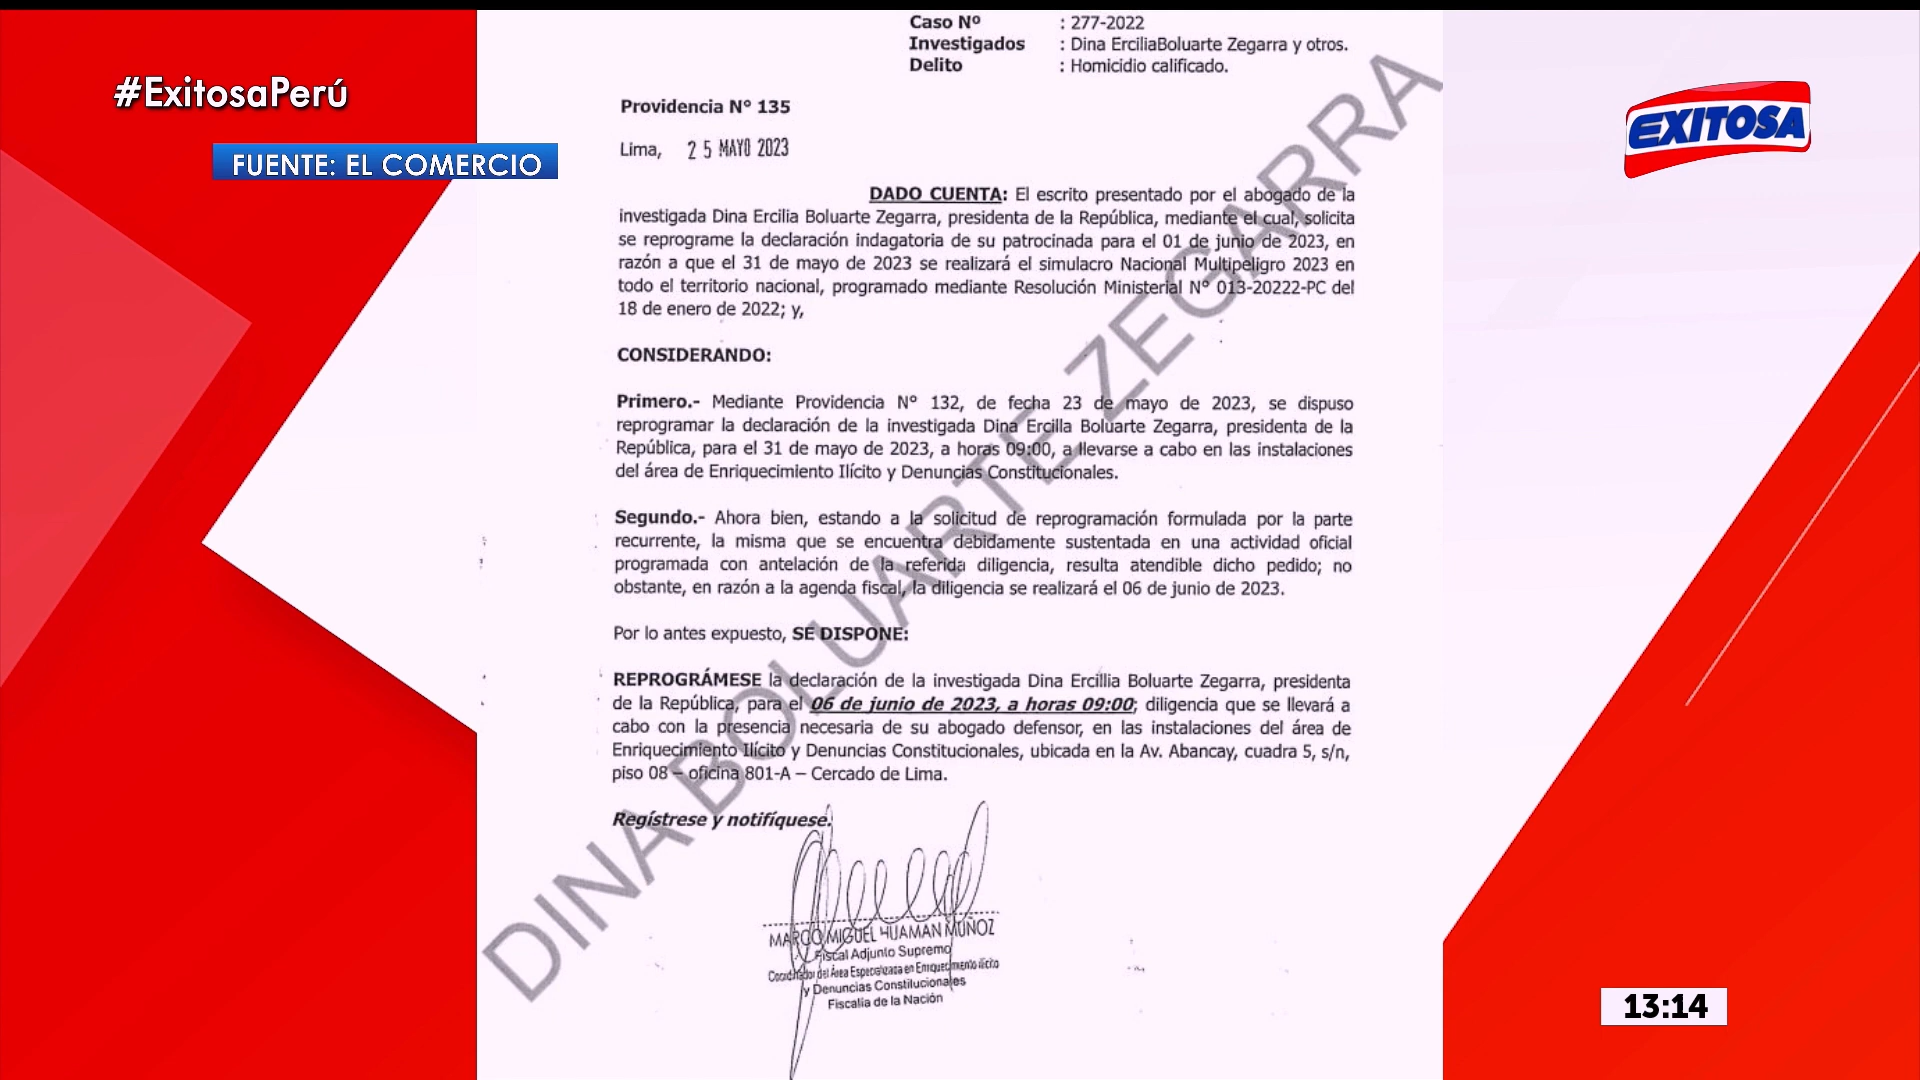 Caso Nº : 277-2022
Investigados : Dina ErciliaBoluarte Zegarra y otros.
Delito : Homicidio calificado.
#ExitosaPerú
EXITOSA
Providencia N° 135
Lima, 25 MAYO 2023
FUENTE: EL COMERCIO
DADO CUENTA: El escrito presentado por el abogado de la
investigada Dina Ercilia Boluarte Zegarra, presidenta de la República, mediante el cual, solicita
se reprograme la declaración indagatoria de su patrocinada para el 01 de junio de 2023, en
razón a que el 31 de mayo de 2023 se realizará el simulacro Nacional Multipeligro 2023 en
todo el territorio nacional, programado mediante Resolución Ministerial N° 013-20222-PC del
18 de enero de 2022; y,
CONSIDERANDO:
Primero.- Mediante Providencia N° 132, de fecha 23 de mayo de 2023, se dispuso
reprogramar la declaración de la investigada Dina Ercilla Boluarte Zegarra, presidenta de la
República, para el 31 de mayo de 2023, a horas 09:00, a llevarse a cabo en las instalaciones
del área de Enriquecimiento Ilícito y Denuncias Constitucionales.
Segundo.- Ahora bien, estando a la solicitud de reprogramación formulada por la parte
recurrente, la misma que se encuentra debidamente sustentada en una actividad oficial
programada con antelación de la referida diligencia, resulta atendible dicho pedido; no
obstante, en razón a la agenda fiscal, la diligencia se realizará el 06 de junio de 2023.
Por lo antes expuesto, SE DISPONE:
REPROGRÁMESE la declaración de la investigada Dina Ercillia Boluarte Zegarra, presidenta
de la República, para el 06 de junio de 2023, a horas 09:00; diligencia que se llevará a
cabo con la presencia necesaria de su abogado defensor, en las instalaciones del área de
Enriquecimiento Ilícito y Denuncias Constitucionales, ubicada en la Av. Abancay, cuadra 5, s/n,
piso 08 – oficina 801-A – Cercado de Lima.
Regístrese y notifíquese.
DINA BOLUARTE ZEGARRA
MARCO MIGUEL HUAMAN MUÑOZ
Fiscal Adjunto Supremo
Coordinador del Área Especializada en Enriquecimiento Ilícito
y Denuncias Constitucionales
Fiscalía de la Nación
13:14